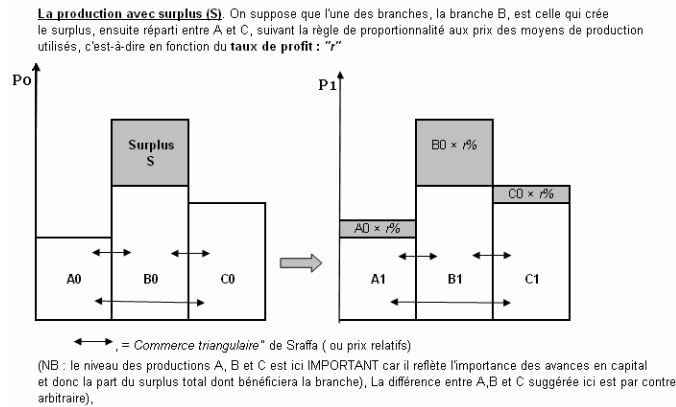 La production avec surplus (S). On suppose que l'une des branches, la branche B, est celle qui crée
le surplus, ensuite réparti entre A et C, suivant la règle de proportionnalité aux prix des moyens de production
utilisés, c'est-à-dire en fonction du taux de profit : "r"
P0
P1
Surplus
S
B0 × r%
C0 × r%
A0 × r%
A0
B0
C0
A1
B1
C1
, = Commerce triangulaire" de Sraffa ( ou prix relatifs)
(NB : le niveau des productions A, B et C est ici IMPORTANT car il reflète l'importance des avances en capital
et donc la part du surplus total dont bénéficiera la branche), La différence entre A,B et C suggérée ici est par contre
arbitraire),